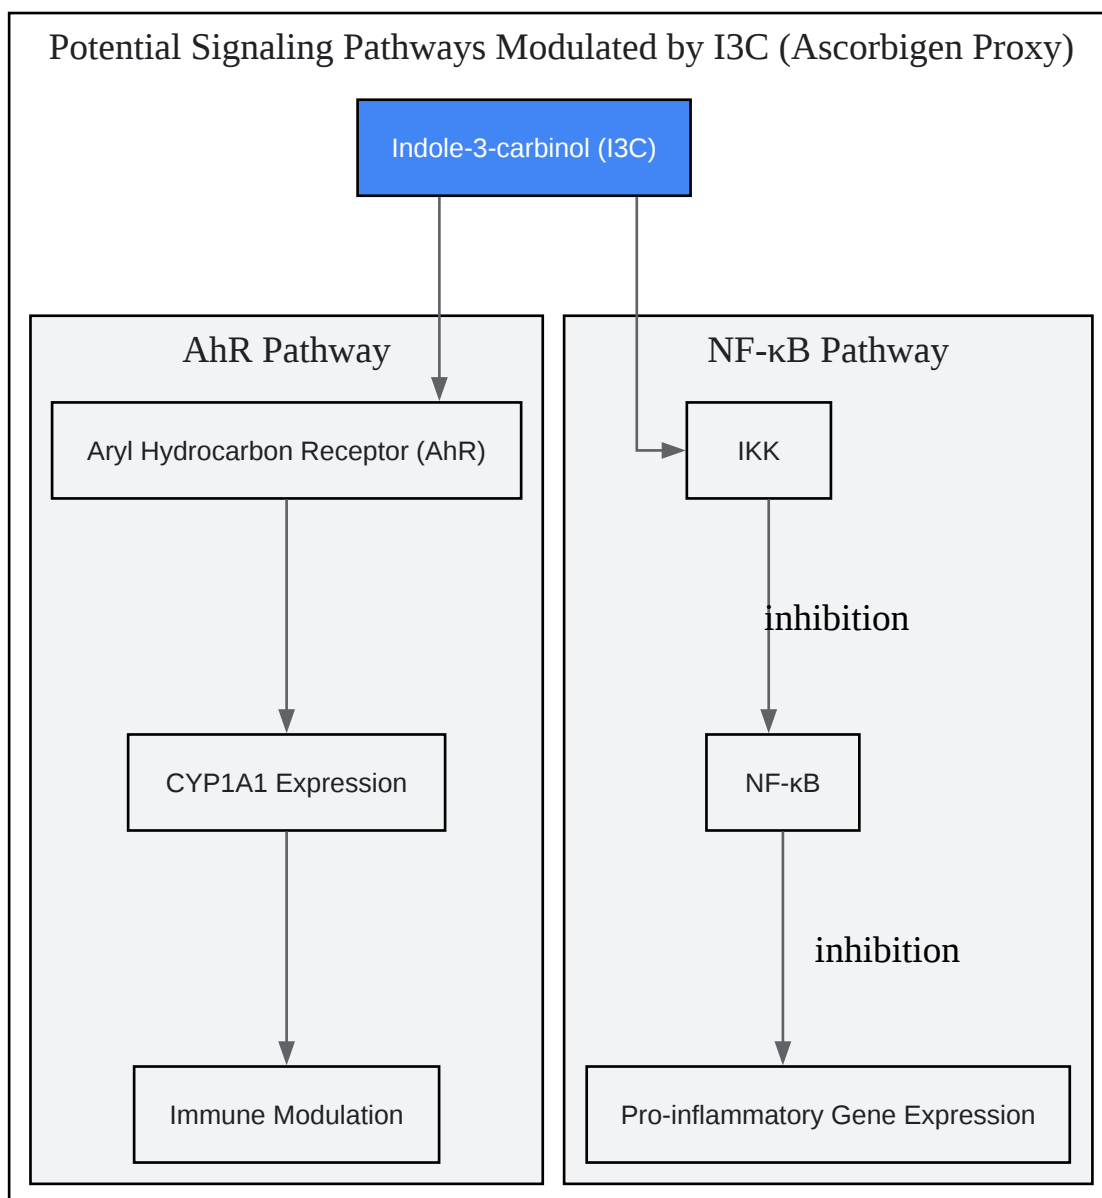 Potential Signaling Pathways Modulated by I3C (Ascorbigen Proxy)
Indole-3-carbinol (I3C)
AhR Pathway
Aryl Hydrocarbon Receptor (AhR)
CYP1A1 Expression
Immune Modulation
NF-κB Pathway
IKK
inhibition
NF-κB
inhibition
Pro-inflammatory Gene Expression